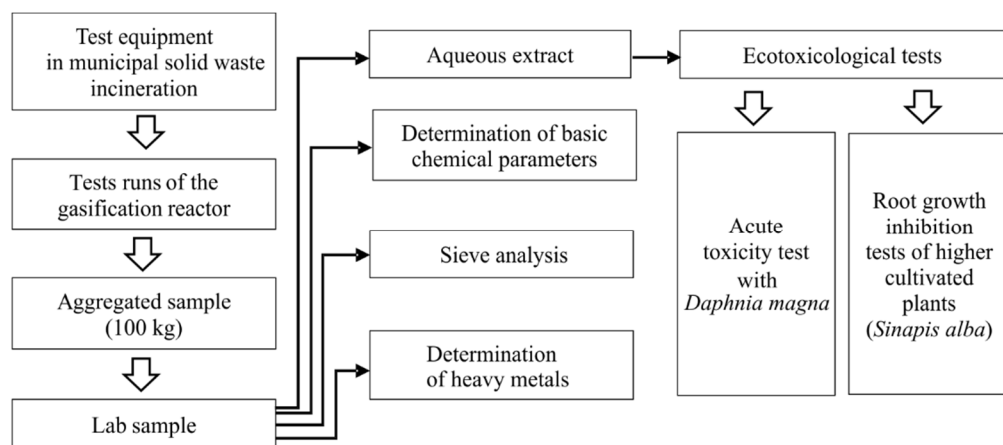 Test equipment
in municipal solid waste
incineration
Tests runs of the
gasification reactor
Aggregated sample
(100 kg)
Lab sample
Aqueous extract
Determination of basic
chemical parameters
Sieve analysis
Determination
of heavy metals
Ecotoxicological tests
Acute
toxicity test
with
Daphnia magna
Root growth
inhibition
tests of higher
cultivated
plants
(Sinapis alba)